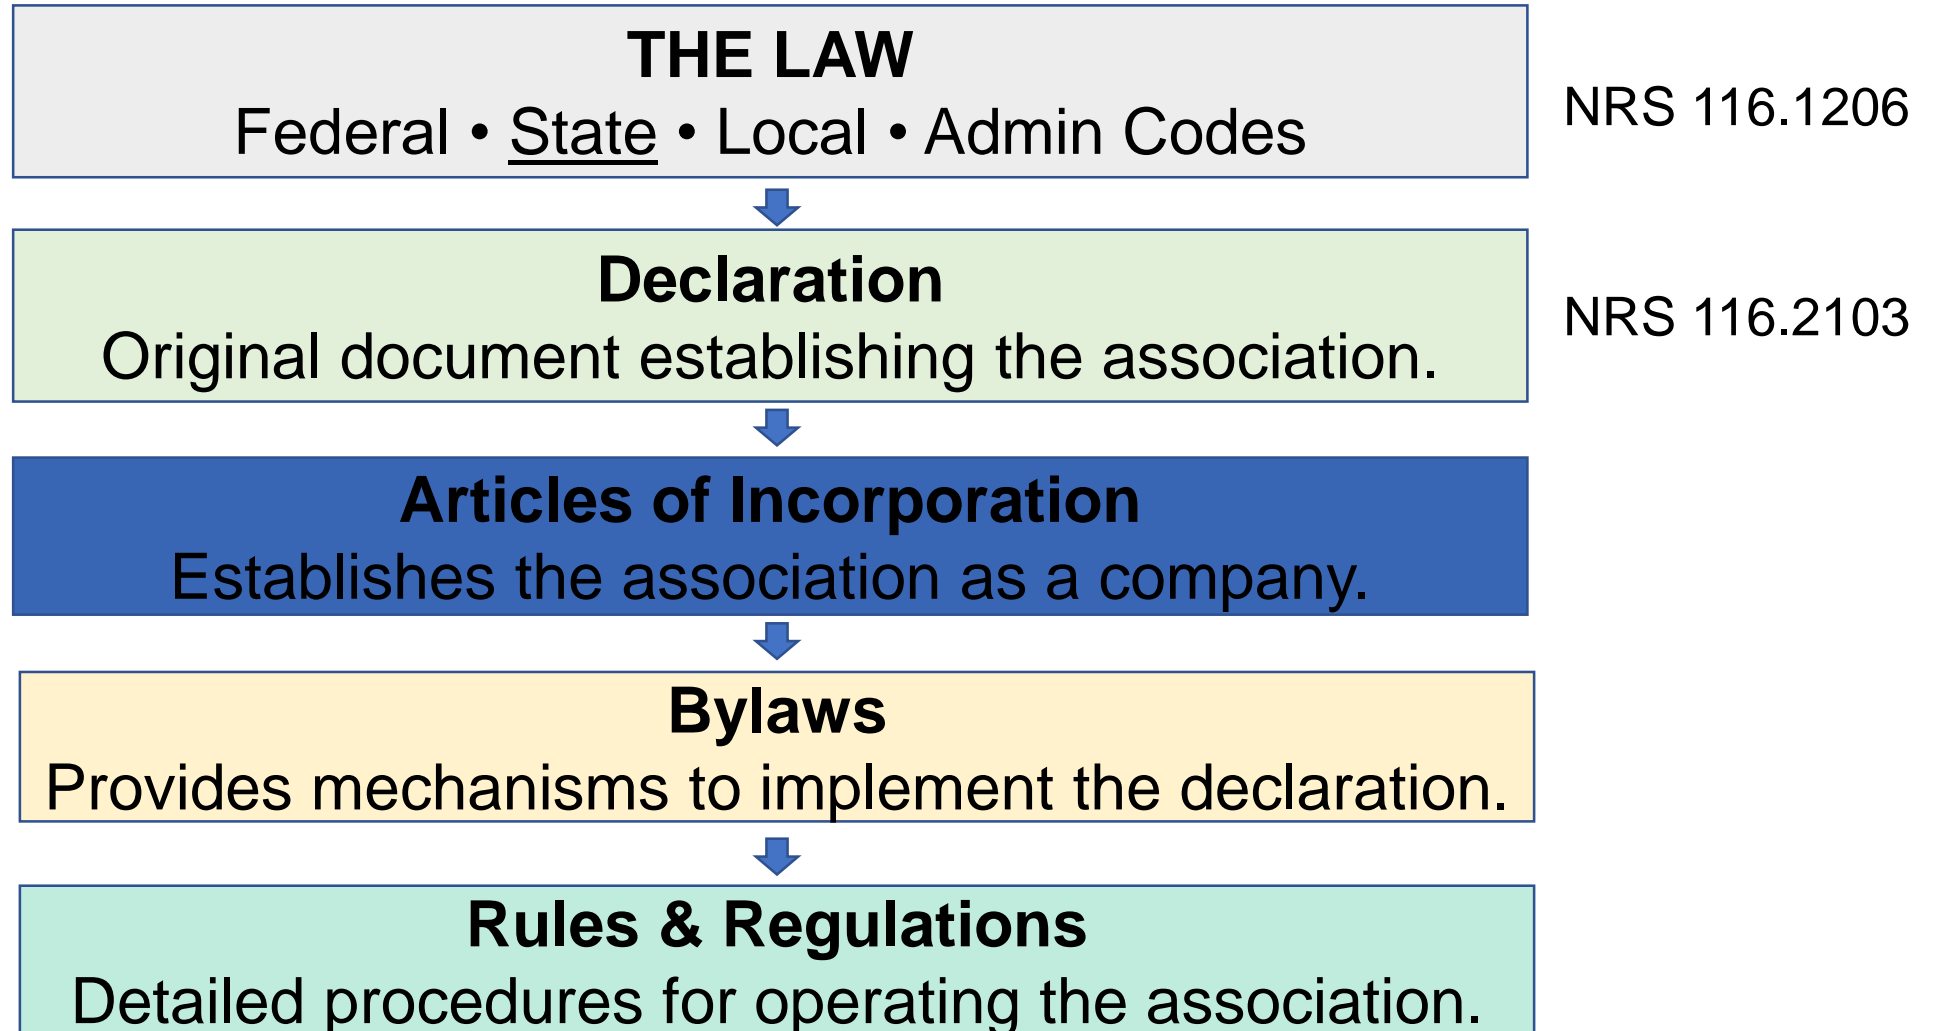 THE LAW
Federal • State • Local • Admin Codes
NRS 116.1206
Declaration
Original document establishing the association.
NRS 116.2103
Articles of Incorporation
Establishes the association as a company.
Bylaws
Provides mechanisms to implement the declaration.
Rules & Regulations
Detailed procedures for operating the association.